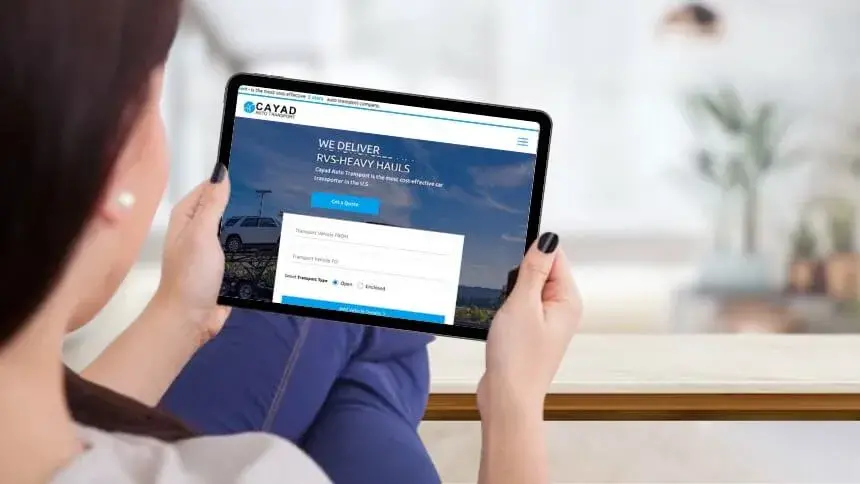 is the most cost-effective 5 stars auto transport company.
CAYAD
AUTO TRANSPORT
WE DELIVER
RVS-HEAVY HAULS
Cayad Auto Transport is the most cost-effective car
transporter in the U.S
Get a Quote
Transport Vehicle FROM
Transport Vehicle TO
Select Transport Type Open Enclosed
Add Vehicle Details